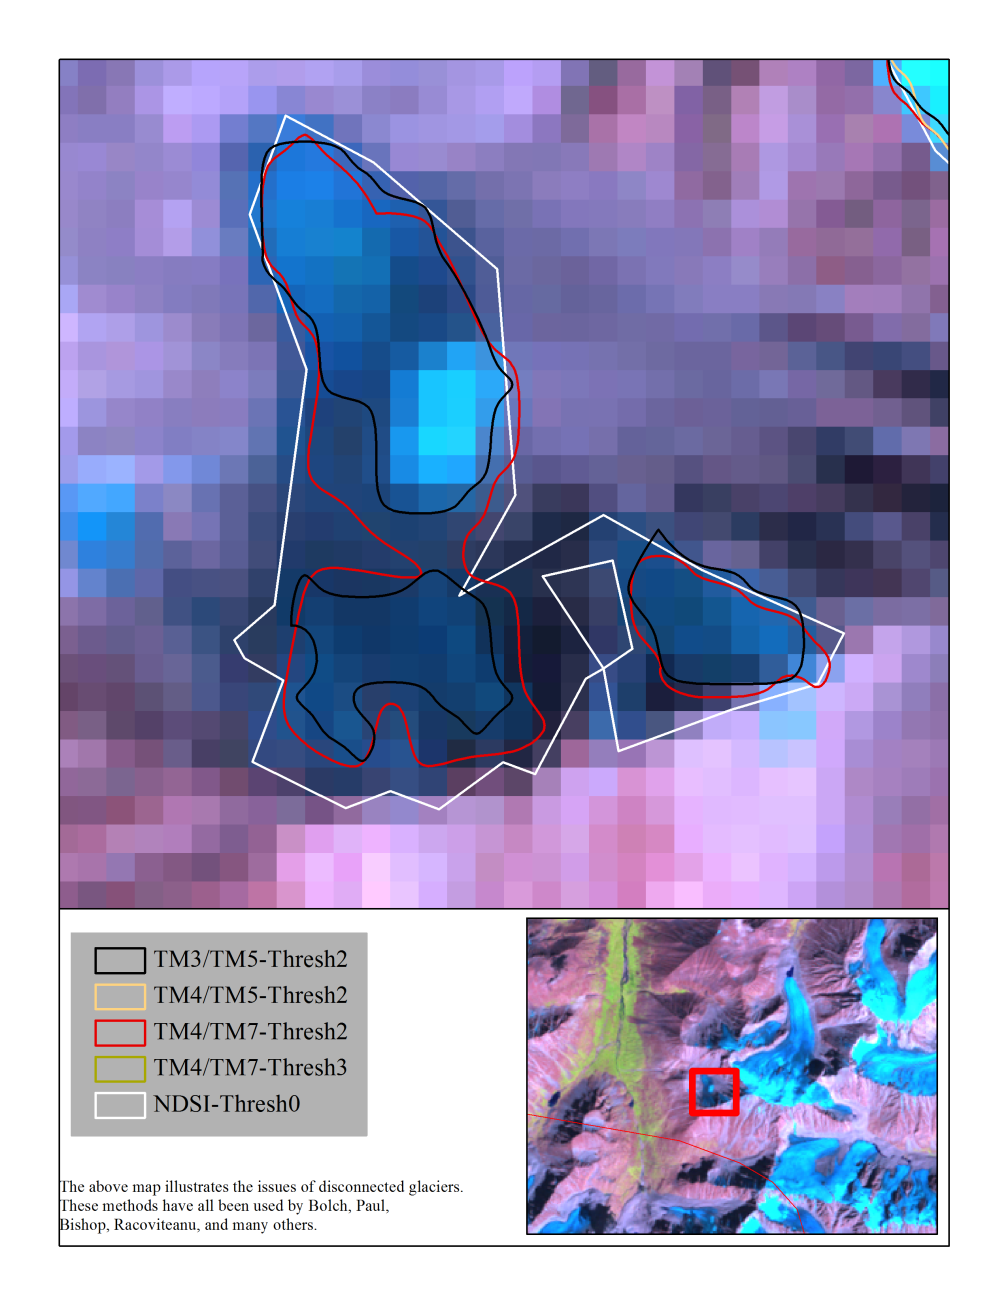 TM3/TM5-Thresh2
TM4/TM5-Thresh2
TM4/TM7-Thresh2
TM4/TM7-Thresh3
NDSI-Thresh0
The above map illustrates the issues of disconnected glaciers.
These methods have all been used by Bolch, Paul,
Bishop, Racoviteanu, and many others.